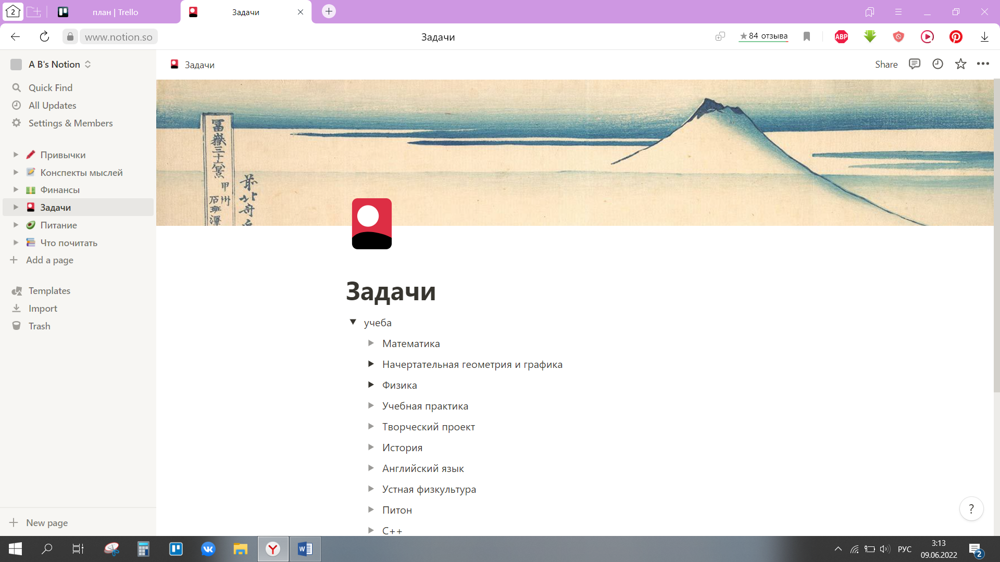 2
план | Trello
Задачи
www.notion.so
Задачи
84 отзыва
ABP
A B's Notion
Задачи
Share
Quick Find
All Updates
Settings & Members
Привычки
Конспекты мыслей
Финансы
Задачи
Питание
Что почитать
Add a page
Templates
Import
Trash
New page
冨嶽三十六景
甲州
石班澤
Задачи
учеба
Математика
Начертательная геометрия и графика
Физика
Учебная практика
Творческий проект
История
Английский язык
Устная физкультура
Питон
C++
?
РУС
3:13
09.06.2022
2